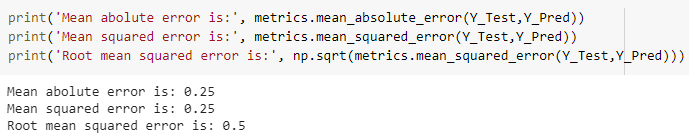 print('Mean abolute error is:', metrics.mean_absolute_error(Y_Test,Y_Pred))
print('Mean squared error is:', metrics.mean_squared_error(Y_Test,Y_Pred))
print('Root mean squared error is:', np.sqrt(metrics.mean_squared_error(Y_Test,Y_Pred)))
Mean abolute error is: 0.25
Mean squared error is: 0.25
Root mean squared error is: 0.5